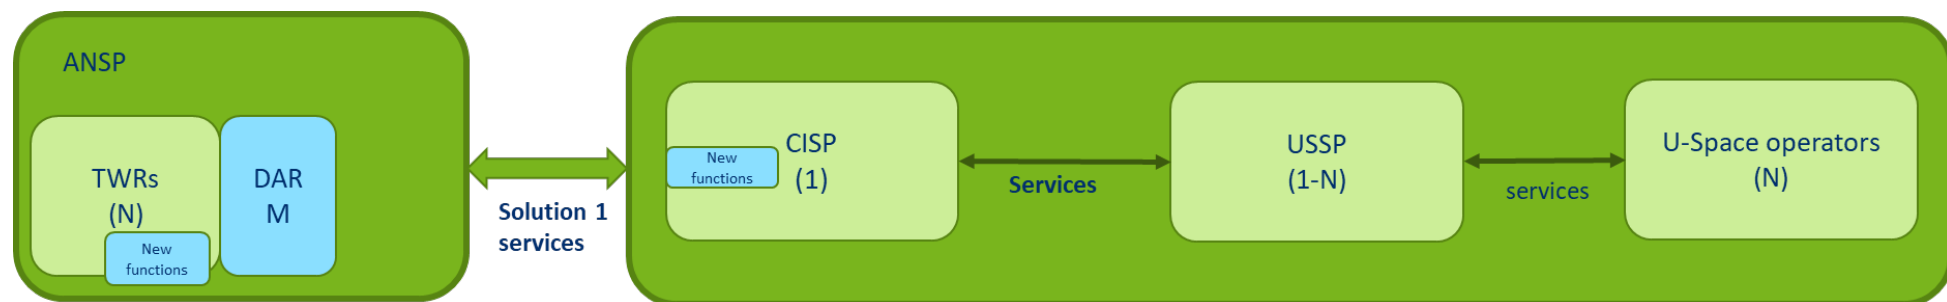 ANSP
TWRs
(N)
New
functions
DAR
M
Solution 1
services
New
functions
CISP
(1)
Services
USSP
(1-N)
services
U-Space operators
(N)